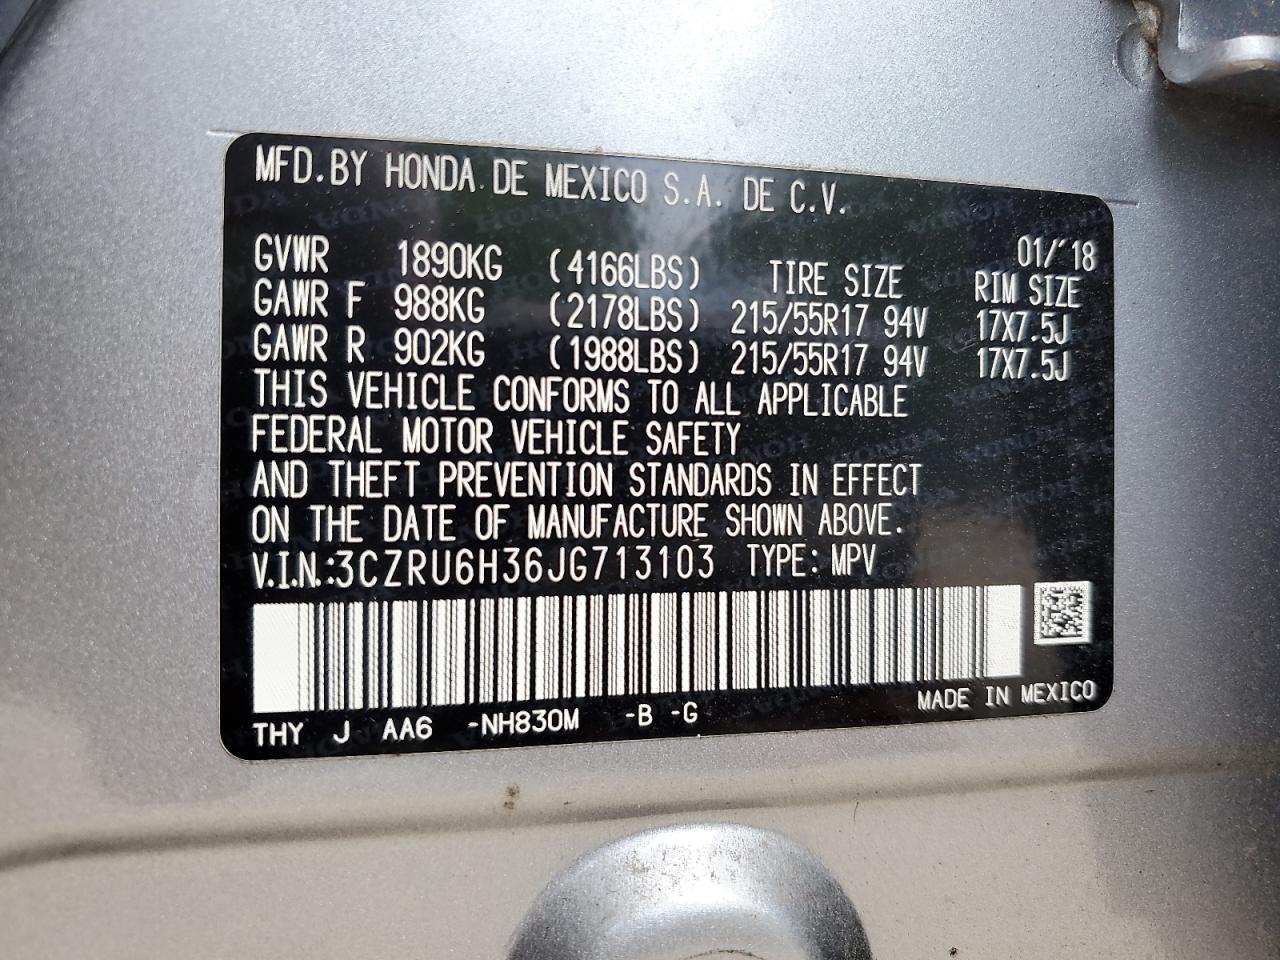 MFD.BY HONDA DE MEXICO S.A. DE C.V.
01/'18
GVWR 1890KG (4166LBS) TIRE SIZE RIM SIZE
GAWR F 988KG (2178LBS) 215/55R17 94V 17X7.5J
GAWR R 902KG (1988LBS) 215/55R17 94V 17X7.5J
THIS VEHICLE CONFORMS TO ALL APPLICABLE
FEDERAL MOTOR VEHICLE SAFETY
AND THEFT PREVENTION STANDARDS IN EFFECT
ON THE DATE OF MANUFACTURE SHOWN ABOVE.
V.I.N.:3CZRU6H36JG713103 TYPE: MPV
MADE IN MEXICO
THY J AA6 -NH830M -B -G